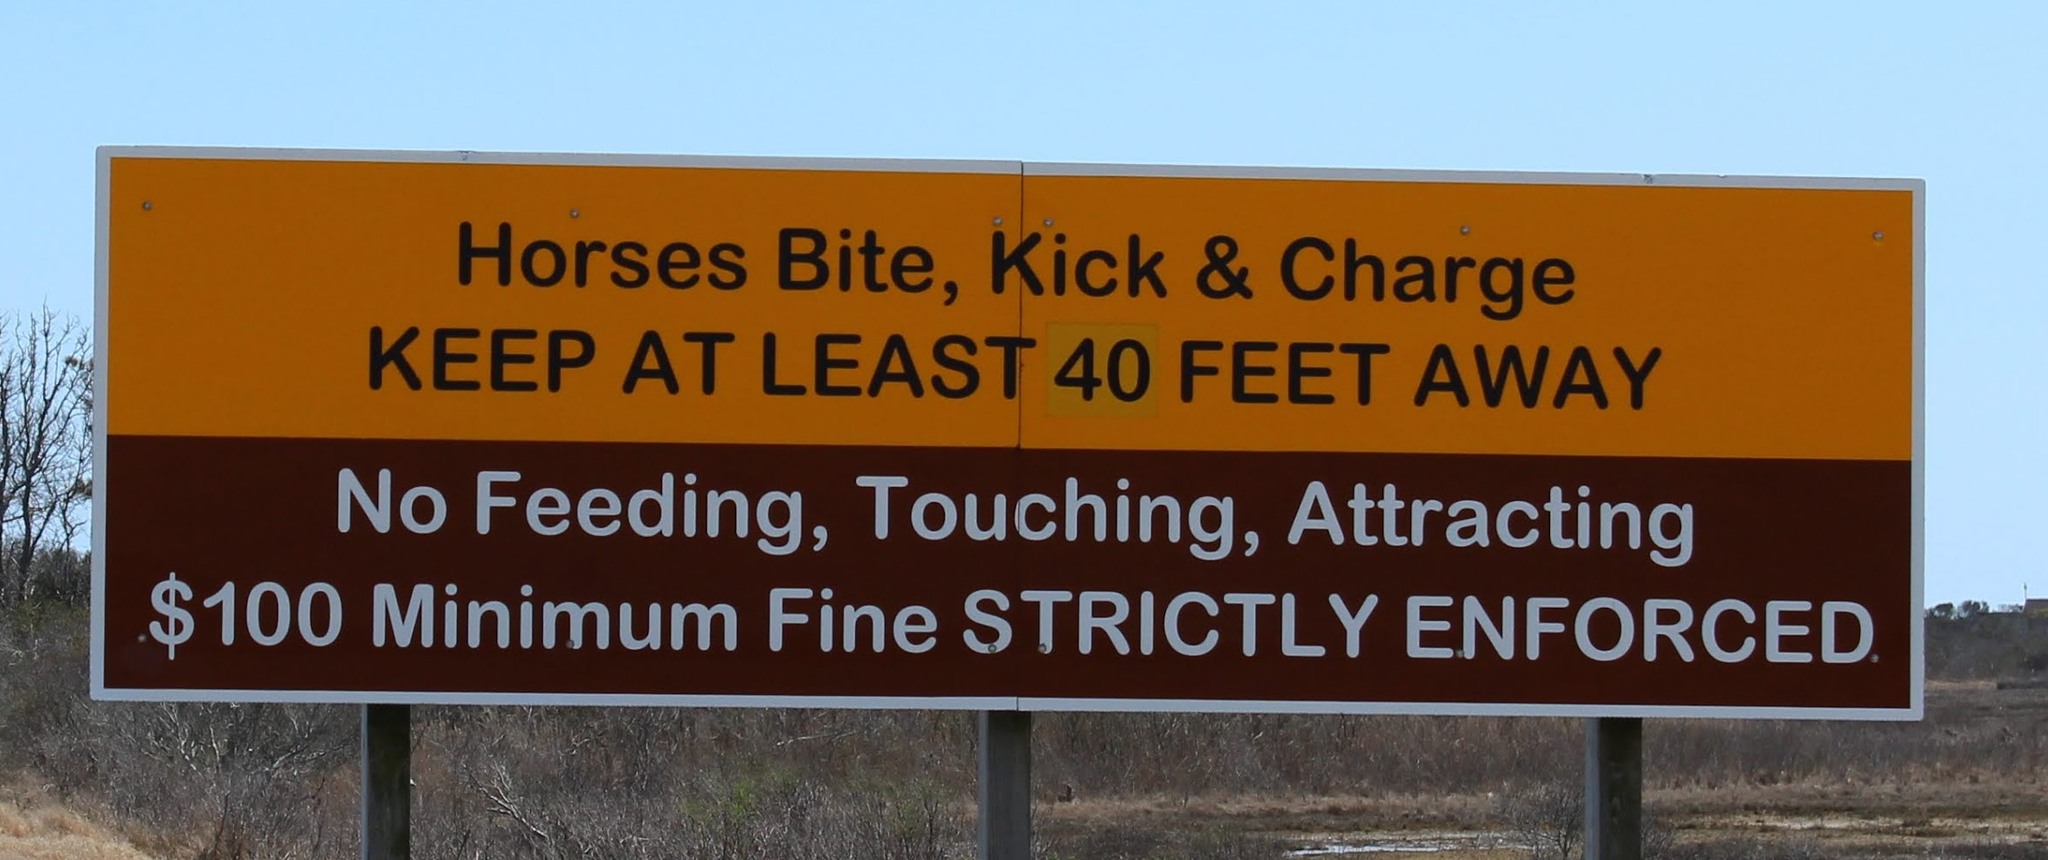 Horses Bite, Kick & Charge
KEEP AT LEAST 40 FEET AWAY
No Feeding, Touching, Attracting
$100 Minimum Fine STRICTLY ENFORCED